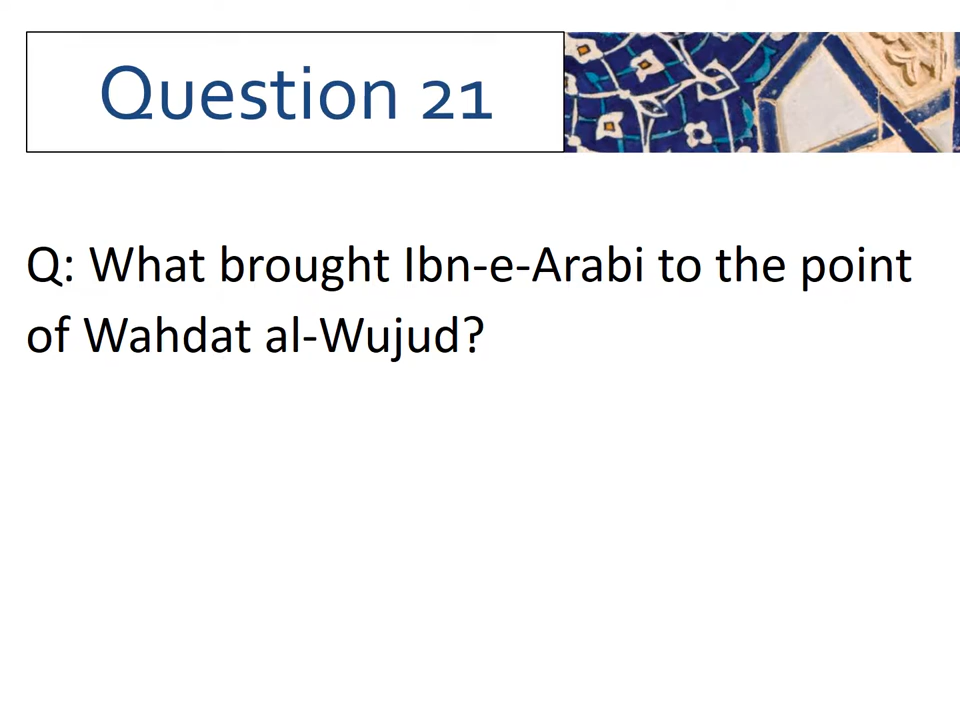 Question 21
Q: What brought Ibn-e-Arabi to the point
of Wahdat al-Wujud?